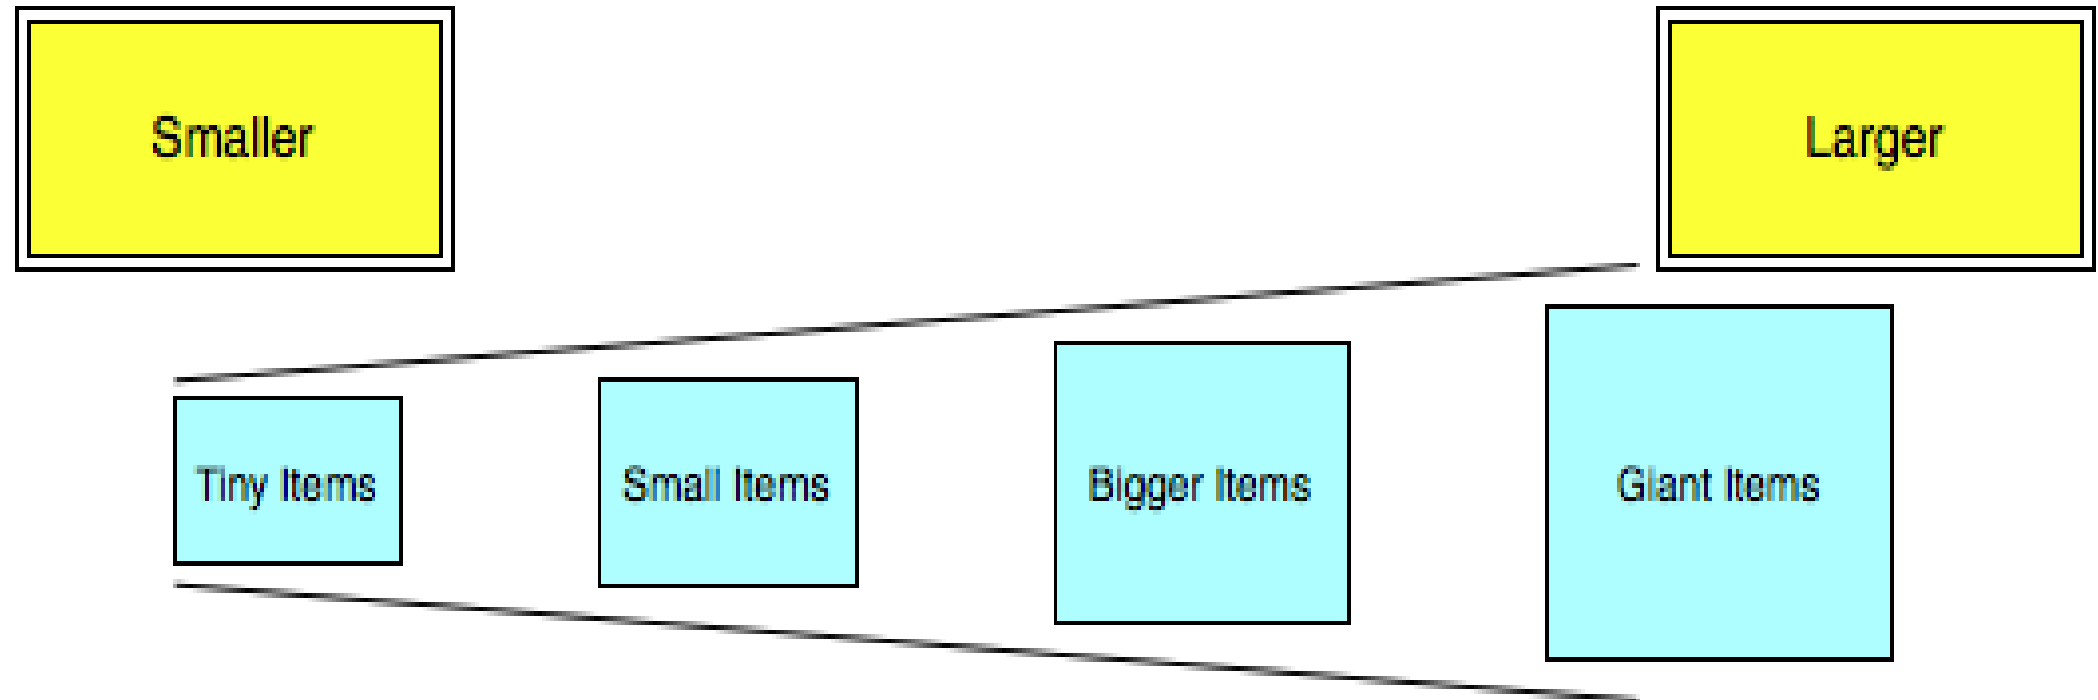 Smaller
Larger
Tiny Items
Small Items
Bigger Items
Giant Items